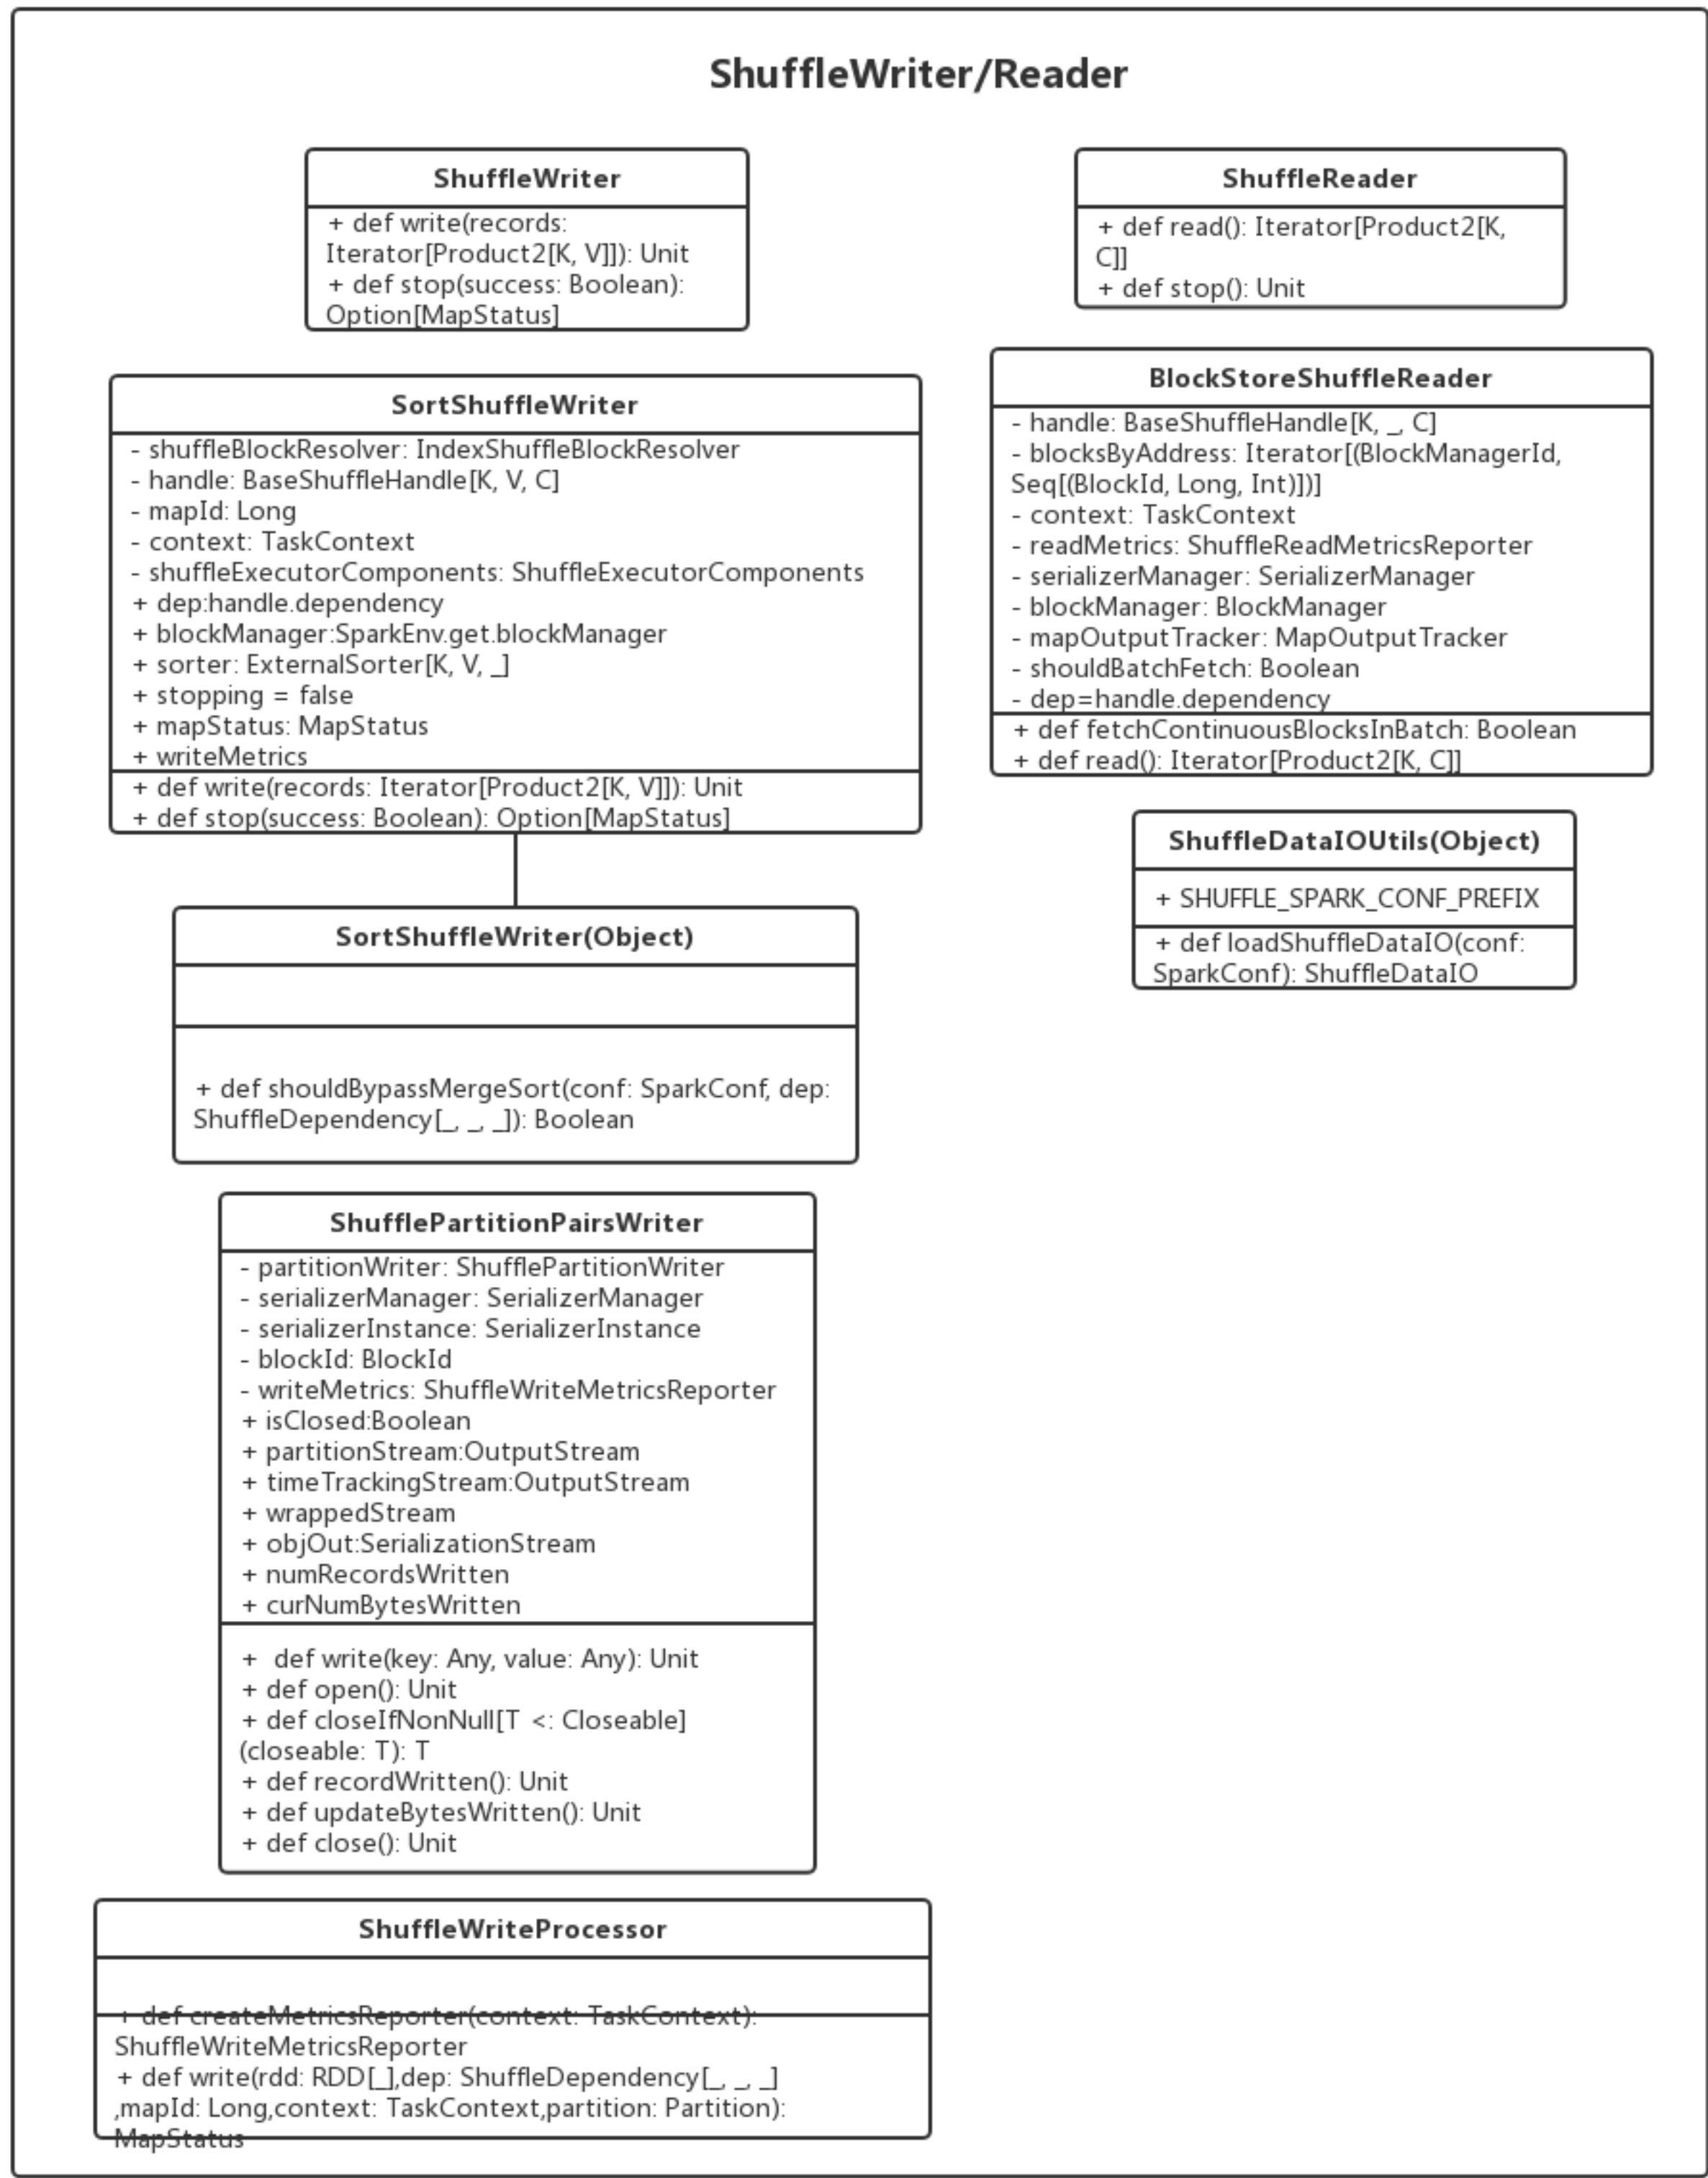 ShuffleWriter/Reader
ShuffleWriter
+ def write(records:
Iterator[Product2[K, V]]): Unit
+ def stop(success: Boolean):
Option[MapStatus]
ShuffleReader
+ def read(): Iterator[Product2[K,
C]]
+ def stop(): Unit
SortShuffleWriter
- shuffleBlockResolver: IndexShuffleBlockResolver
- handle: BaseShuffleHandle[K, V, C]
- mapId: Long
- context: TaskContext
- shuffleExecutorComponents: ShuffleExecutorComponents
+ dep:handle.dependency
+ blockManager:SparkEnv.get.blockManager
+ sorter: ExternalSorter[K, V, _]
+ stopping = false
+ mapStatus: MapStatus
+ writeMetrics
+ def write(records: Iterator[Product2[K, V]]): Unit
+ def stop(success: Boolean): Option[MapStatus]
BlockStoreShuffleReader
- handle: BaseShuffleHandle[K, _, C]
- blocksByAddress: Iterator[(BlockManagerId,
Seq[(BlockId, Long, Int)])]
- context: TaskContext
- readMetrics: ShuffleReadMetricsReporter
- serializerManager: SerializerManager
- blockManager: BlockManager
- mapOutputTracker: MapOutputTracker
- shouldBatchFetch: Boolean
- dep=handle.dependency
+ def fetchContinuousBlocksInBatch: Boolean
+ def read(): Iterator[Product2[K, C]]
ShuffleDataIOUtils(Object)
+ SHUFFLE_SPARK_CONF_PREFIX
+ def loadShuffleDataIO(conf:
SparkConf): ShuffleDataIO
SortShuffleWriter(Object)
+ def shouldBypassMergeSort(conf: SparkConf, dep:
ShuffleDependency[_, _, _]): Boolean
ShufflePartitionPairsWriter
- partitionWriter: ShufflePartitionWriter
- serializerManager: SerializerManager
- serializerInstance: SerializerInstance
- blockId: BlockId
- writeMetrics: ShuffleWriteMetricsReporter
+ isClosed:Boolean
+ partitionStream:OutputStream
+ timeTrackingStream:OutputStream
+ wrappedStream
+ objOut:SerializationStream
+ numRecordsWritten
+ curNumBytesWritten
+  def write(key: Any, value: Any): Unit
+ def open(): Unit
+ def closeIfNonNull[T <: Closeable]
(closeable: T): T
+ def recordWritten(): Unit
+ def updateBytesWritten(): Unit
+ def close(): Unit
ShuffleWriteProcessor
+ def createMetricsReporter(context: TaskContext):
ShuffleWriteMetricsReporter
+ def write(rdd: RDD[_],dep: ShuffleDependency[_, _, _]
,mapId: Long,context: TaskContext,partition: Partition):
MapStatus